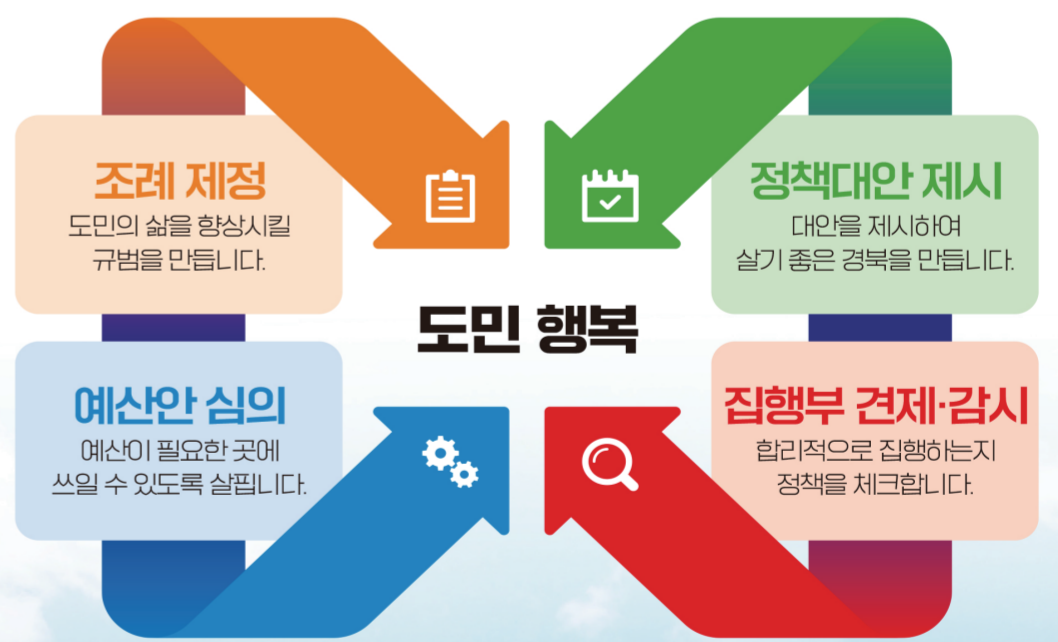 조례 제정
도민의 삶을 향상시킬
규범을 만듭니다.
정책대안 제시
대안을 제시하여
살기 좋은 경북을 만듭니다.
도민 행복
예산안 심의
예산이 필요한 곳에
쓰일 수 있도록 살핍니다.
집행부 견제·감시
합리적으로 집행하는지
정책을 체크합니다.